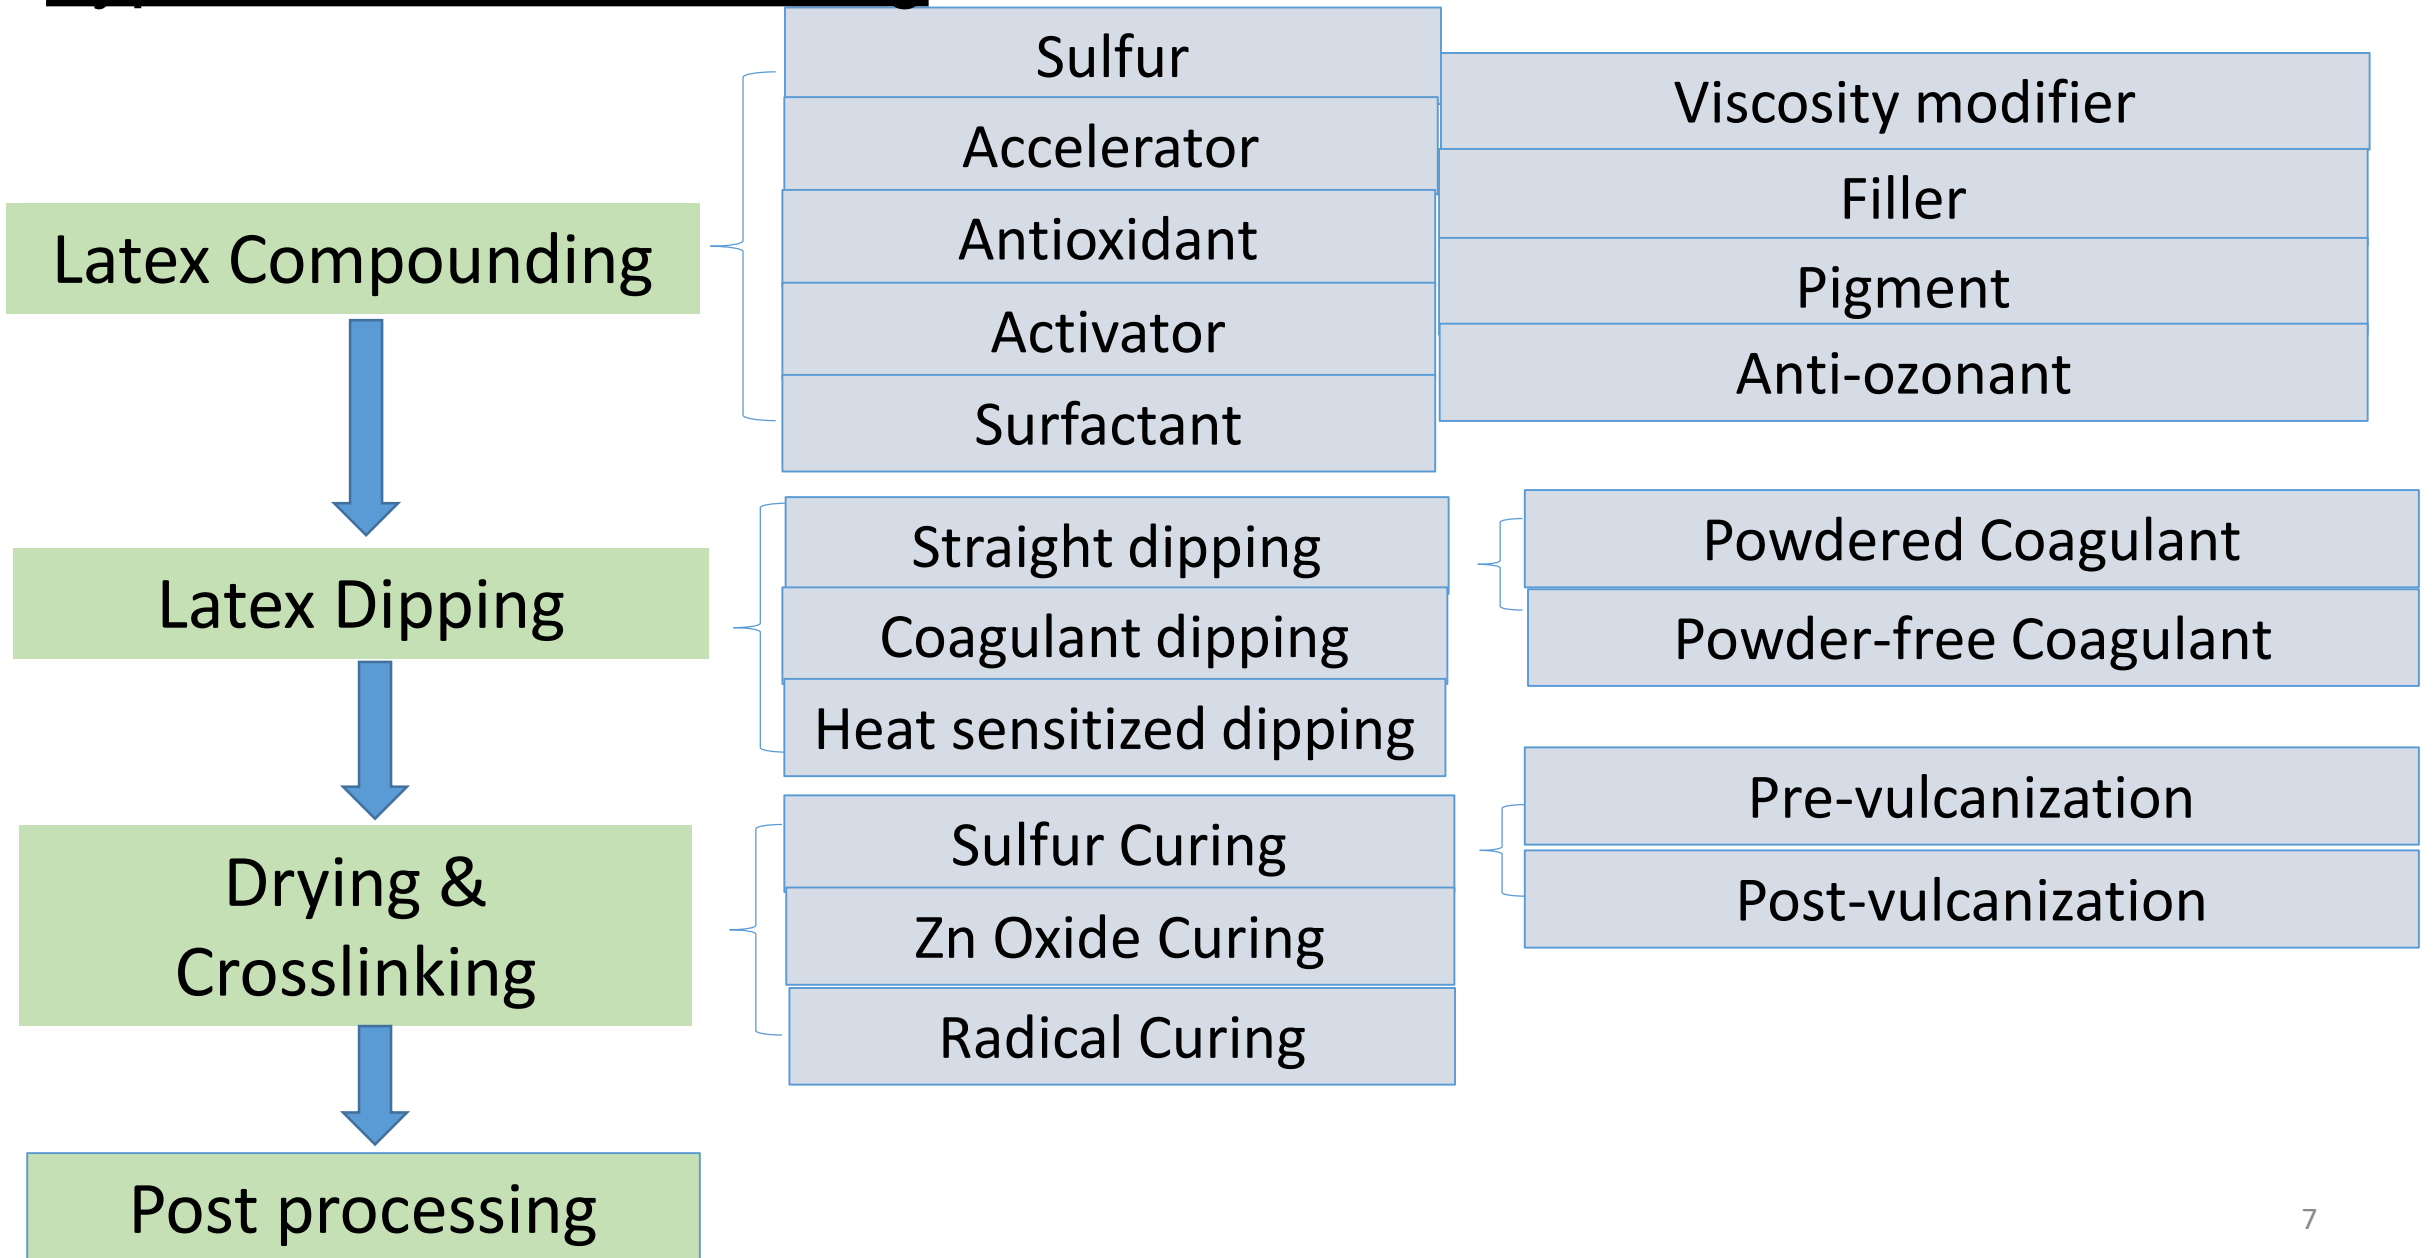 Latex Compounding
Sulfur
Accelerator
Antioxidant
Activator
Surfactant
Viscosity modifier
Filler
Pigment
Anti-ozonant
Latex Dipping
Straight dipping
Coagulant dipping
Heat sensitized dipping
Powdered Coagulant
Powder-free Coagulant
Drying &
Crosslinking
Sulfur Curing
Zn Oxide Curing
Radical Curing
Pre-vulcanization
Post-vulcanization
Post processing
7